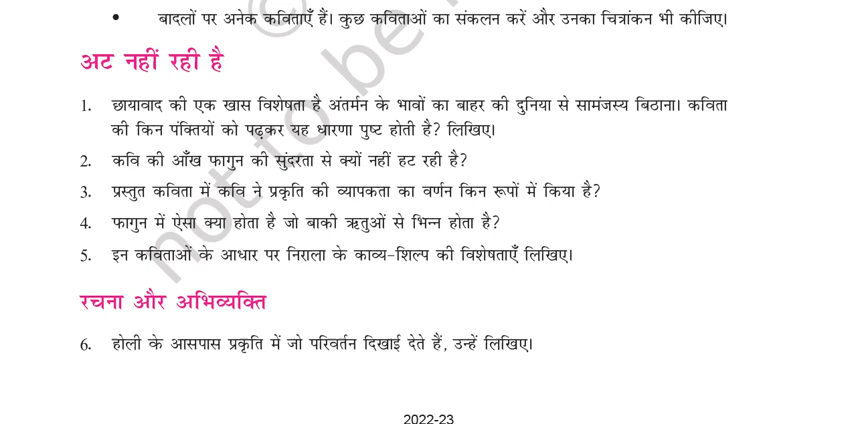 • बादलों पर अनेक कविताएँ हैं। कुछ कविताओं का संकलन करें और उनका चित्रांकन भी कीजिए।
अट नहीं रही है
1. छायावाद की एक खास विशेषता है अंतर्मन के भावों का बाहर की दुनिया से सामंजस्य बिठाना। कविता
की किन पंक्तियों को पढ़कर यह धारणा पुष्ट होती है? लिखिए।
2. कवि की आँख फागुन की सुंदरता से क्यों नहीं हट रही है?
3. प्रस्तुत कविता में कवि ने प्रकृति की व्यापकता का वर्णन किन रूपों में किया है?
4. फागुन में ऐसा क्या होता है जो बाकी ऋतुओं से भिन्न होता है?
5. इन कविताओं के आधार पर निराला के काव्य-शिल्प की विशेषताएँ लिखिए।
रचना और अभिव्यक्ति
6. होली के आसपास प्रकृति में जो परिवर्तन दिखाई देते हैं, उन्हें लिखिए।
2022-23
not to be
©